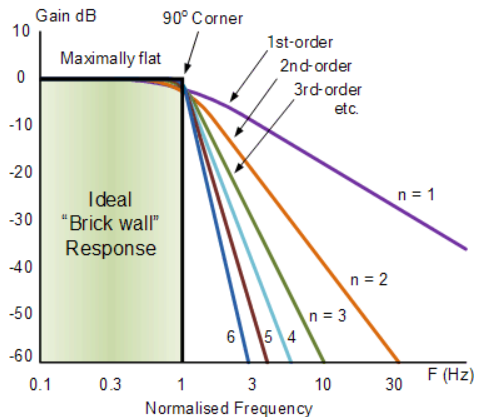 Gain dB
90° Corner
10
Maximally flat
1st-order
2nd-order
3rd-order
etc.
0
-10
-20
-30
-40
-50
-60
Ideal
“Brick wall”
Response
n = 1
n = 2
n = 3
6
5
4
F (Hz)
0.1
0.3
1
3
10
30
Normalised Frequency